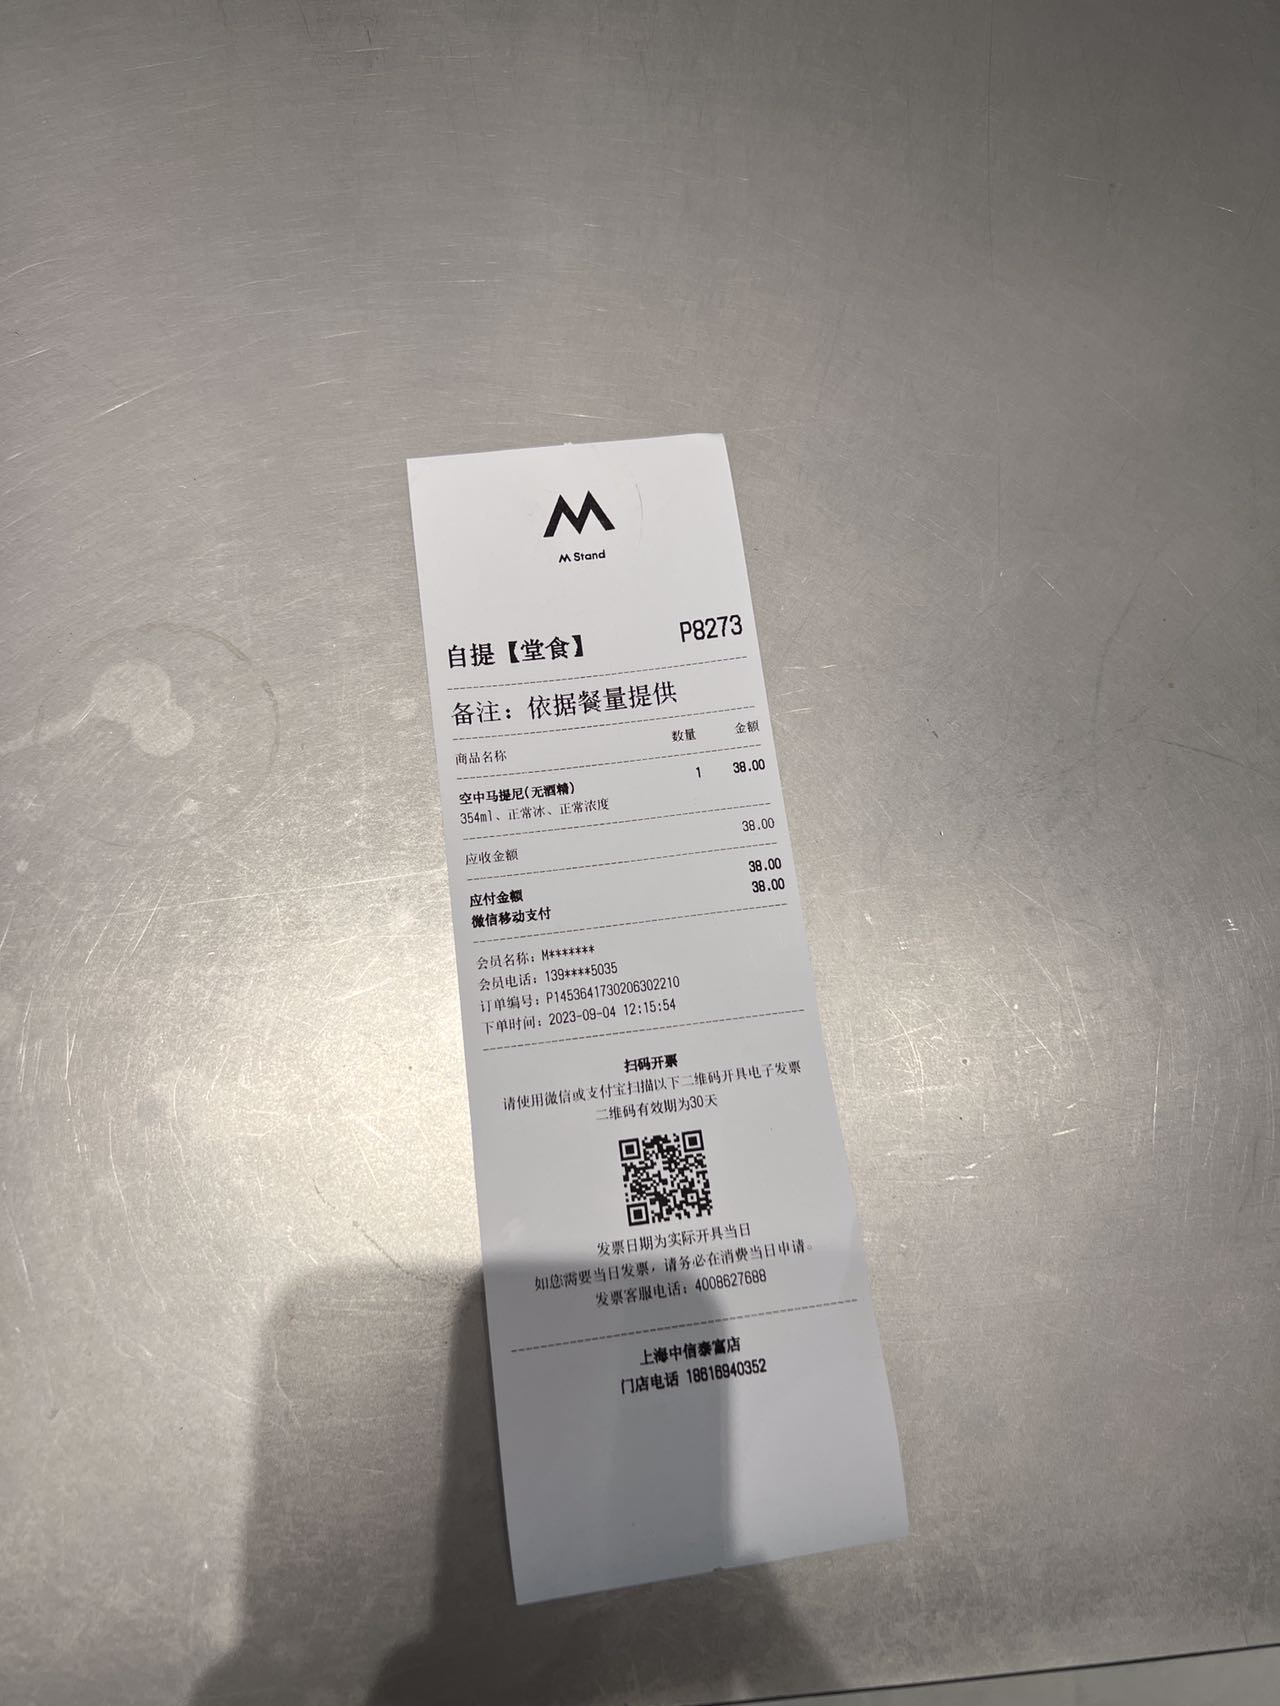 M
M Stand
自提【堂食】 P8273
备注：依据餐量提供
商品名称 数量 金额
空中马提尼(无酒精) 1 38.00
354ml、正常冰、正常浓度
应收金额 38.00
应付金额 38.00
微信移动支付 38.00
会员名称：M*******
会员电话：139****5035
订单编号：P1453641730206302210
下单时间：2023-09-04 12:15:54
扫码开票
请使用微信或支付宝扫描以下二维码开具电子发票
二维码有效期为30天
发票日期为实际开具当日
如您需要当日发票，请务必在消费当日申请。
发票客服电话：4008627688
上海中信泰富店
门店电话 18616940352